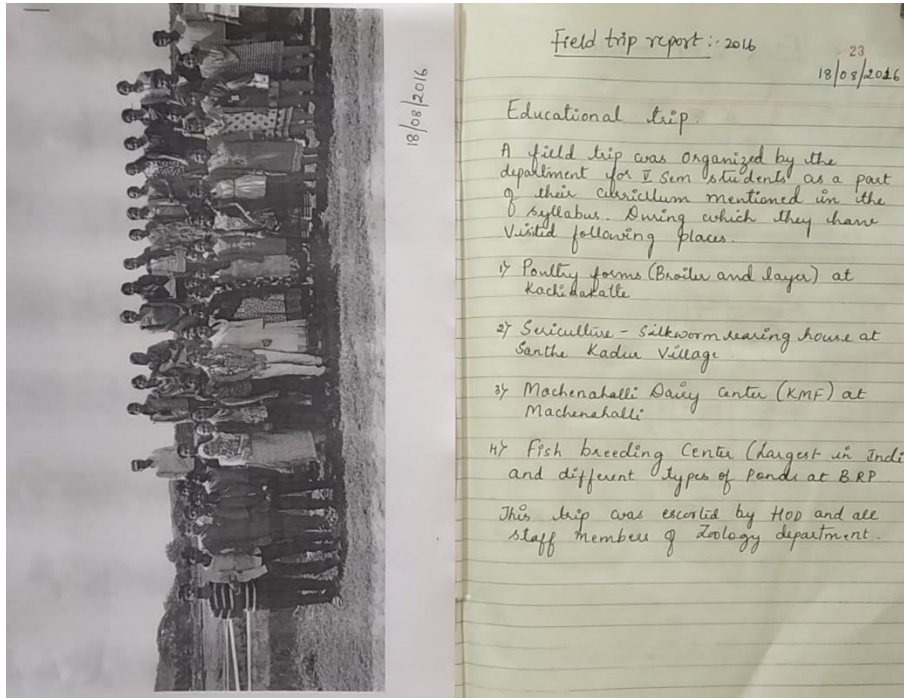 18/08/2016
Field trip report:- 2016
23
18/08/2016
Educational trip.
A field trip was organized by the
department for V Sem students as a part
of their curricllum mentioned in the
syllabus. During which they have
Visited following places.
1) Poultry forms (Broiler and layer) at
Kachinakatte
2) Sericulture - Silkworm rearing house at
Santhe Kadur Village.
3) Machenahalli Dairy Center (KMF) at
Machenahalli
4) Fish breeding Center (Largest in Indi
and different types of Ponds at B.R.P
This trip was escorted by HOD and all
staff members of Zoology department.